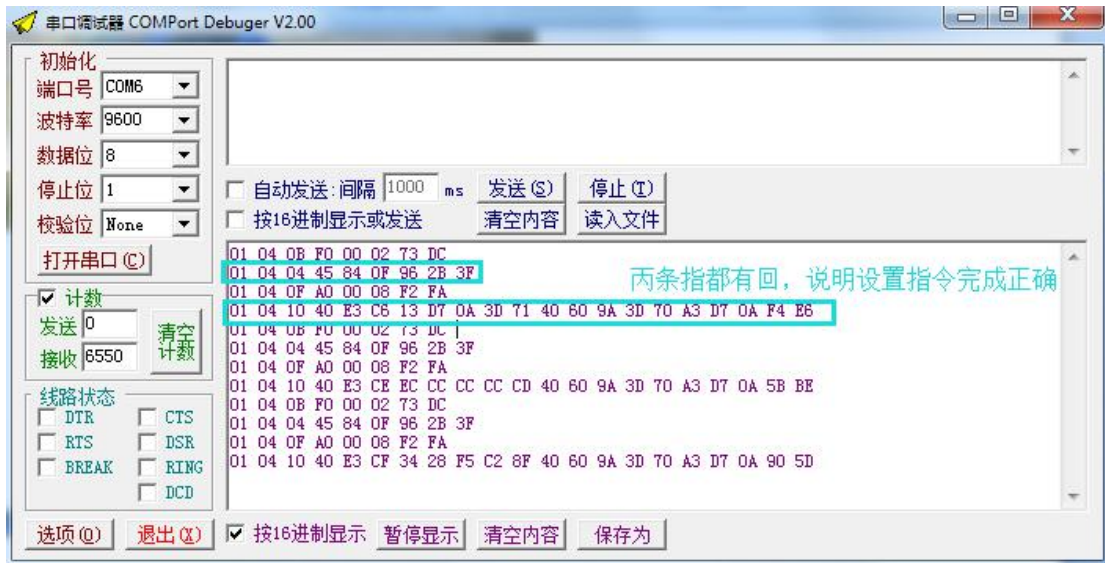 串口调试器 COMPort Debuger V2.00
初始化
端口号 COM6
波特率 9600
数据位 8
停止位 1
校验位 None
打开串口(C)
自动发送:间隔 1000 ms 发送(S) 停止(T)
按16进制显示或发送 清空内容 读入文件
计数
发送 0
接收 6550
清空计数
线路状态
DTR CTS
RTS DSR
BREAK RING
DCD
01 04 0B F0 00 02 73 DC
01 04 04 45 84 0F 96 2B 3F
丙条指都有回，说明设置指令完成正确
01 04 0F A0 00 08 F2 FA
01 04 10 40 E3 C6 13 D7 0A 3D 71 40 60 9A 3D 70 A3 D7 0A F4 E6
01 04 0B F0 00 02 73 DC
01 04 04 45 84 0F 96 2B 3F
01 04 0F A0 00 08 F2 FA
01 04 10 40 E3 CE EC CC CC CC CD 40 60 9A 3D 70 A3 D7 0A 5B BE
01 04 0B F0 00 02 73 DC
01 04 04 45 84 0F 96 2B 3F
01 04 0F A0 00 08 F2 FA
01 04 10 40 E3 CF 34 28 F5 C2 8F 40 60 9A 3D 70 A3 D7 0A 90 5D
选项(O) 退出(X) 按16进制显示 暂停显示 清空内容 保存为